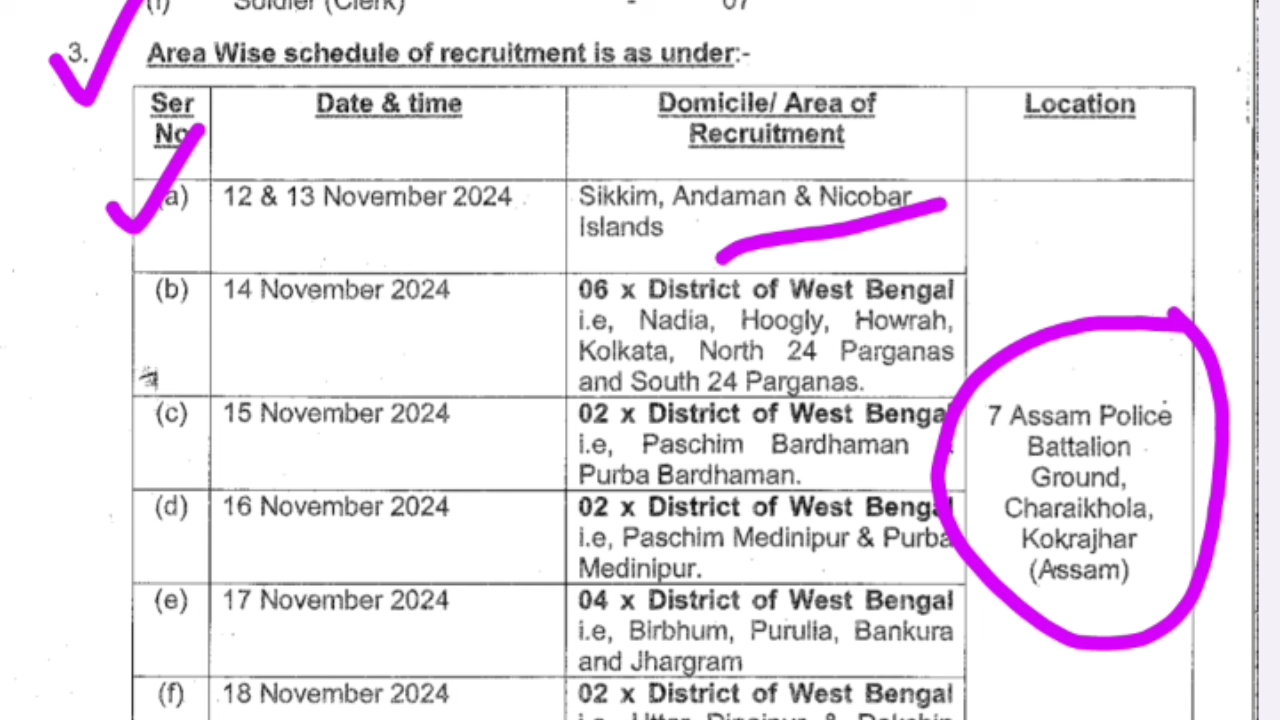 (f) Soldier (Clerk) - 07
3. Area Wise schedule of recruitment is as under:-
Ser No Date & time Domicile/ Area of Recruitment Location
(a) 12 & 13 November 2024 Sikkim, Andaman & Nicobar
Islands
(b) 14 November 2024 06 x District of West Bengal
i.e, Nadia, Hoogly, Howrah,
Kolkata, North 24 Parganas
and South 24 Parganas.
(c) 15 November 2024 02 x District of West Bengal
i.e, Paschim Bardhaman
Purba Bardhaman.
(d) 16 November 2024 02 x District of West Bengal
i.e, Paschim Medinipur & Purba
Medinipur.
(e) 17 November 2024 04 x District of West Bengal
i.e, Birbhum, Purulia, Bankura
and Jhargram
(f) 18 November 2024 02 x District of West Bengal
7 Assam Police
Battalion
Ground,
Charaikhola,
Kokrajhar
(Assam)